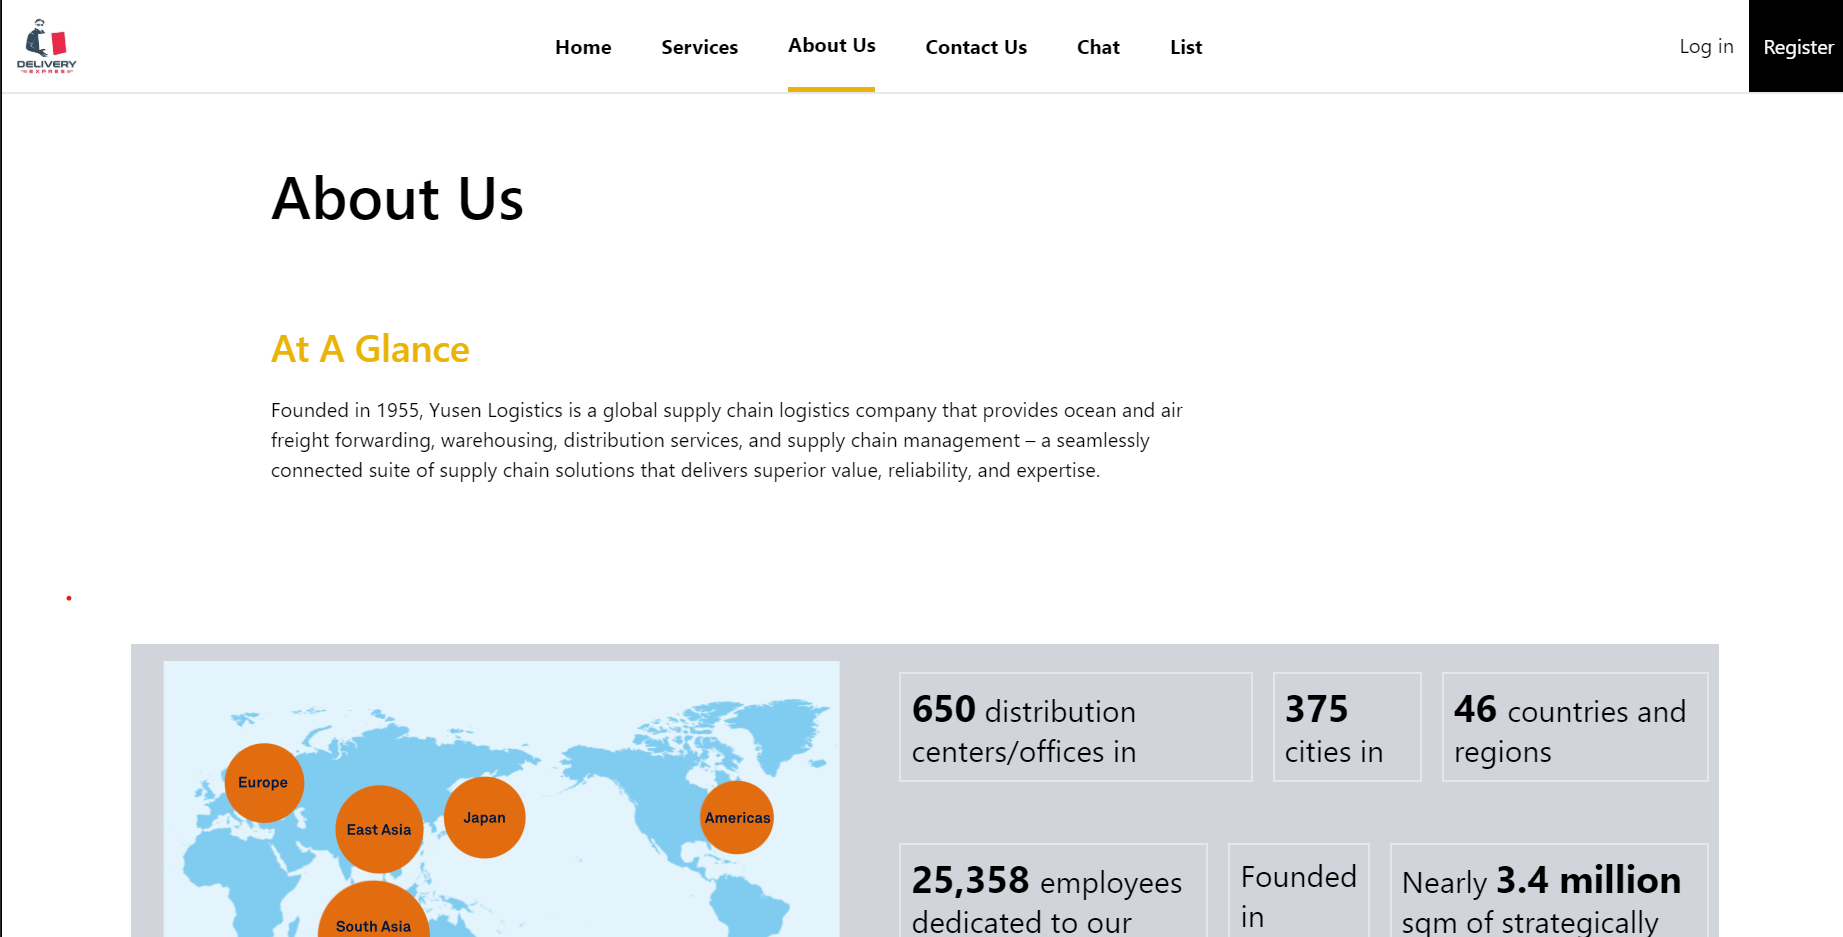 DELIVERY
EXPRESS
Home
Services
About Us
Contact Us
Chat
List
Log in
Register
About Us
At A Glance
Founded in 1955, Yusen Logistics is a global supply chain logistics company that provides ocean and air
freight forwarding, warehousing, distribution services, and supply chain management – a seamlessly
connected suite of supply chain solutions that delivers superior value, reliability, and expertise.
Europe
East Asia
Japan
Americas
South Asia
650 distribution
centers/offices in
375
cities in
46 countries and
regions
25,358 employees
dedicated to our
Founded
in
Nearly 3.4 million
sqm of strategically